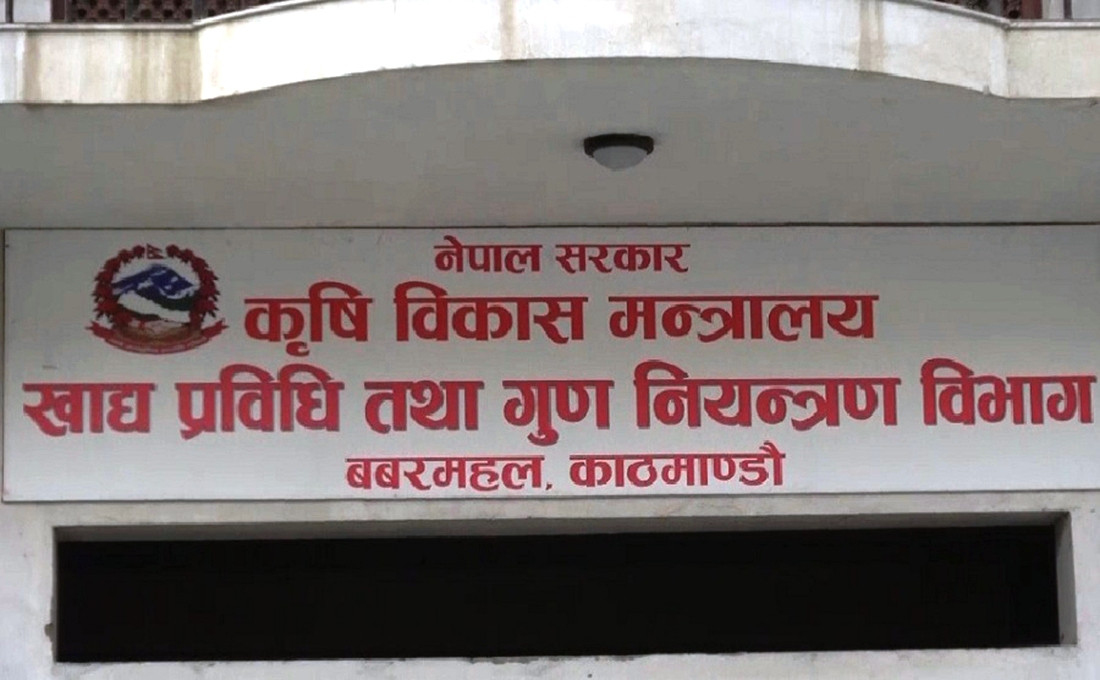 नेपाल सरकार
कृषि विकास मन्त्रालय
खाद्य प्रविधि तथा गुण नियन्त्रण विभाग
बबरमहल, काठमाण्डौ